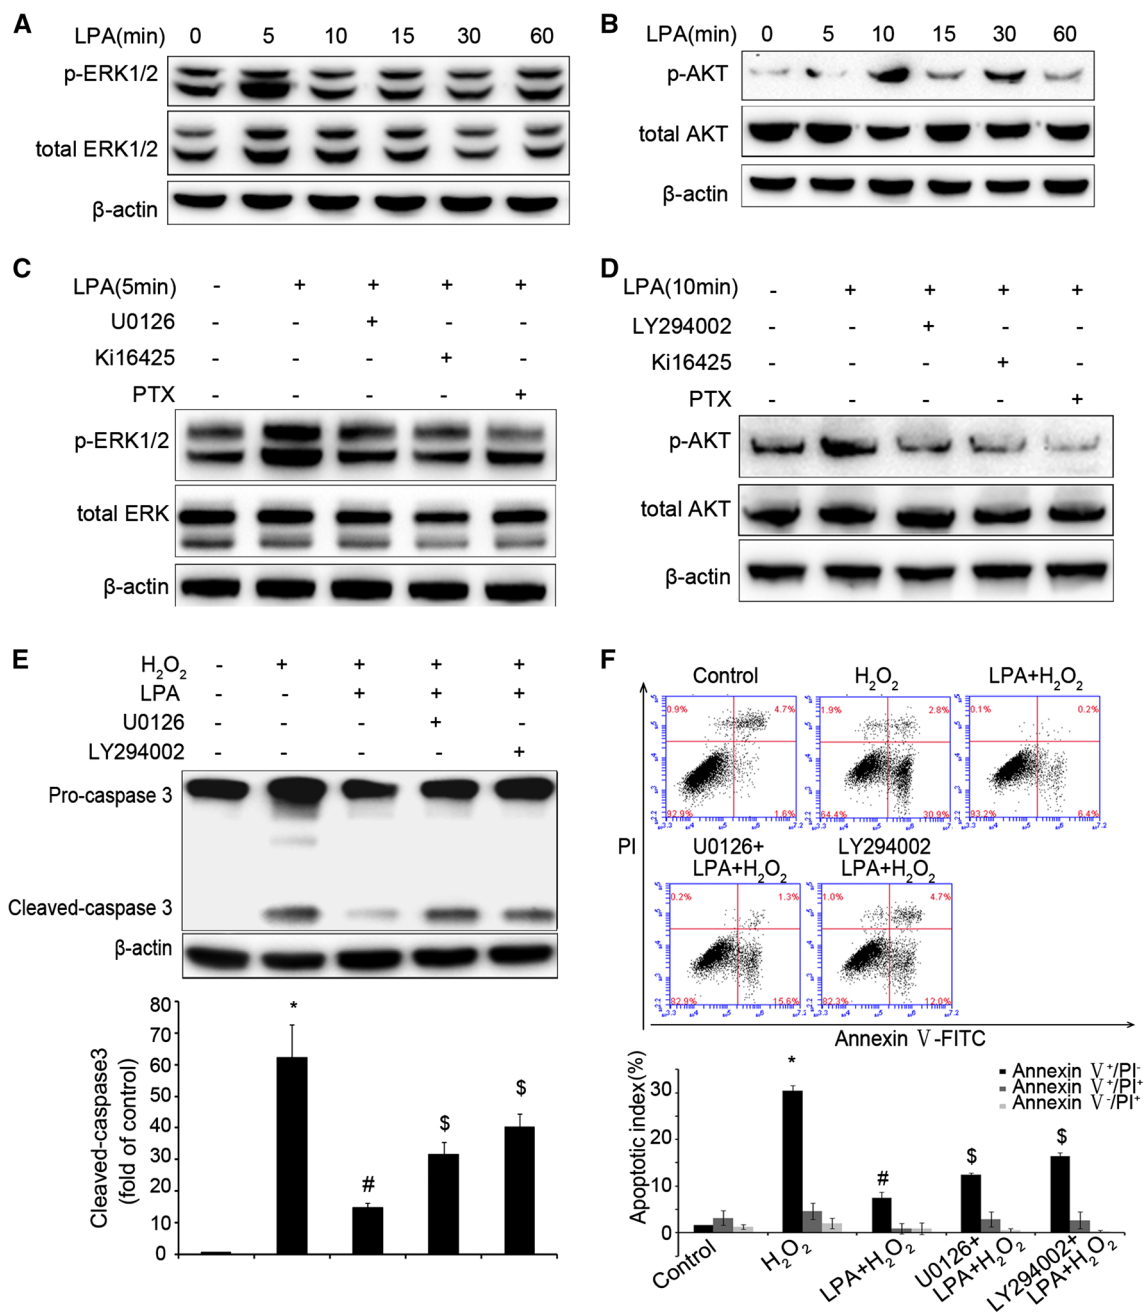 A
LPA(min) 0 5 10 15 30 60
p-ERK1/2
total ERK1/2
β-actin
B
LPA(min) 0 5 10 15 30 60
p-AKT
total AKT
β-actin
C
LPA(5min) - + + + +
U0126 - - + - -
Ki16425 - - - + -
PTX - - - - +
p-ERK1/2
total ERK
β-actin
D
LPA(10min) - + + + +
LY294002 - - + - -
Ki16425 - - - + -
PTX - - - - +
p-AKT
total AKT
β-actin
E
H2O2 - + + + +
LPA - - + + +
U0126 - - - + -
LY294002 - - - - +
Pro-caspase 3
Cleaved-caspase 3
β-actin
Cleaved-caspase3
(fold of control)
80
70
60
50
40
30
20
10
0
*
#
$
$
F
Control H2O2 LPA+H2O2
0.9% 4.7% 1.9% 2.8% 0.1% 0.2%
92.9% 1.6% 64.4% 30.9% 93.2% 6.4%
PI
U0126+ LY294002
LPA+H2O2 LPA+H2O2
0.2% 1.3% 1.0% 4.7%
82.9% 15.6% 82.3% 12.0%
Annexin V-FITC
Apoptotic index(%)
30
20
10
0
*
#
$
$
Annexin V+/PI-
Annexin V+/PI+
Annexin V-/PI+
Control
H2O2
LPA+H2O2
U0126+
LPA+H2O2
LY294002+
LPA+H2O2